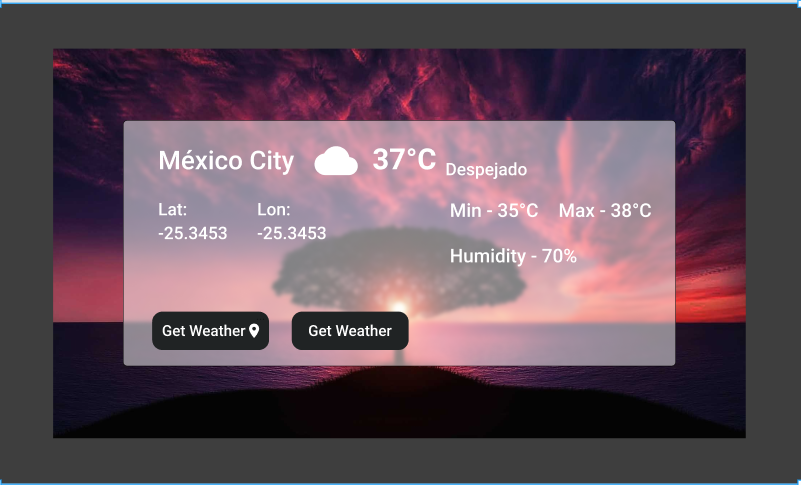 México City 37°C Despejado
Lat: Lon:
-25.3453 -25.3453
Min - 35°C Max - 38°C
Humidity - 70%
Get Weather Get Weather